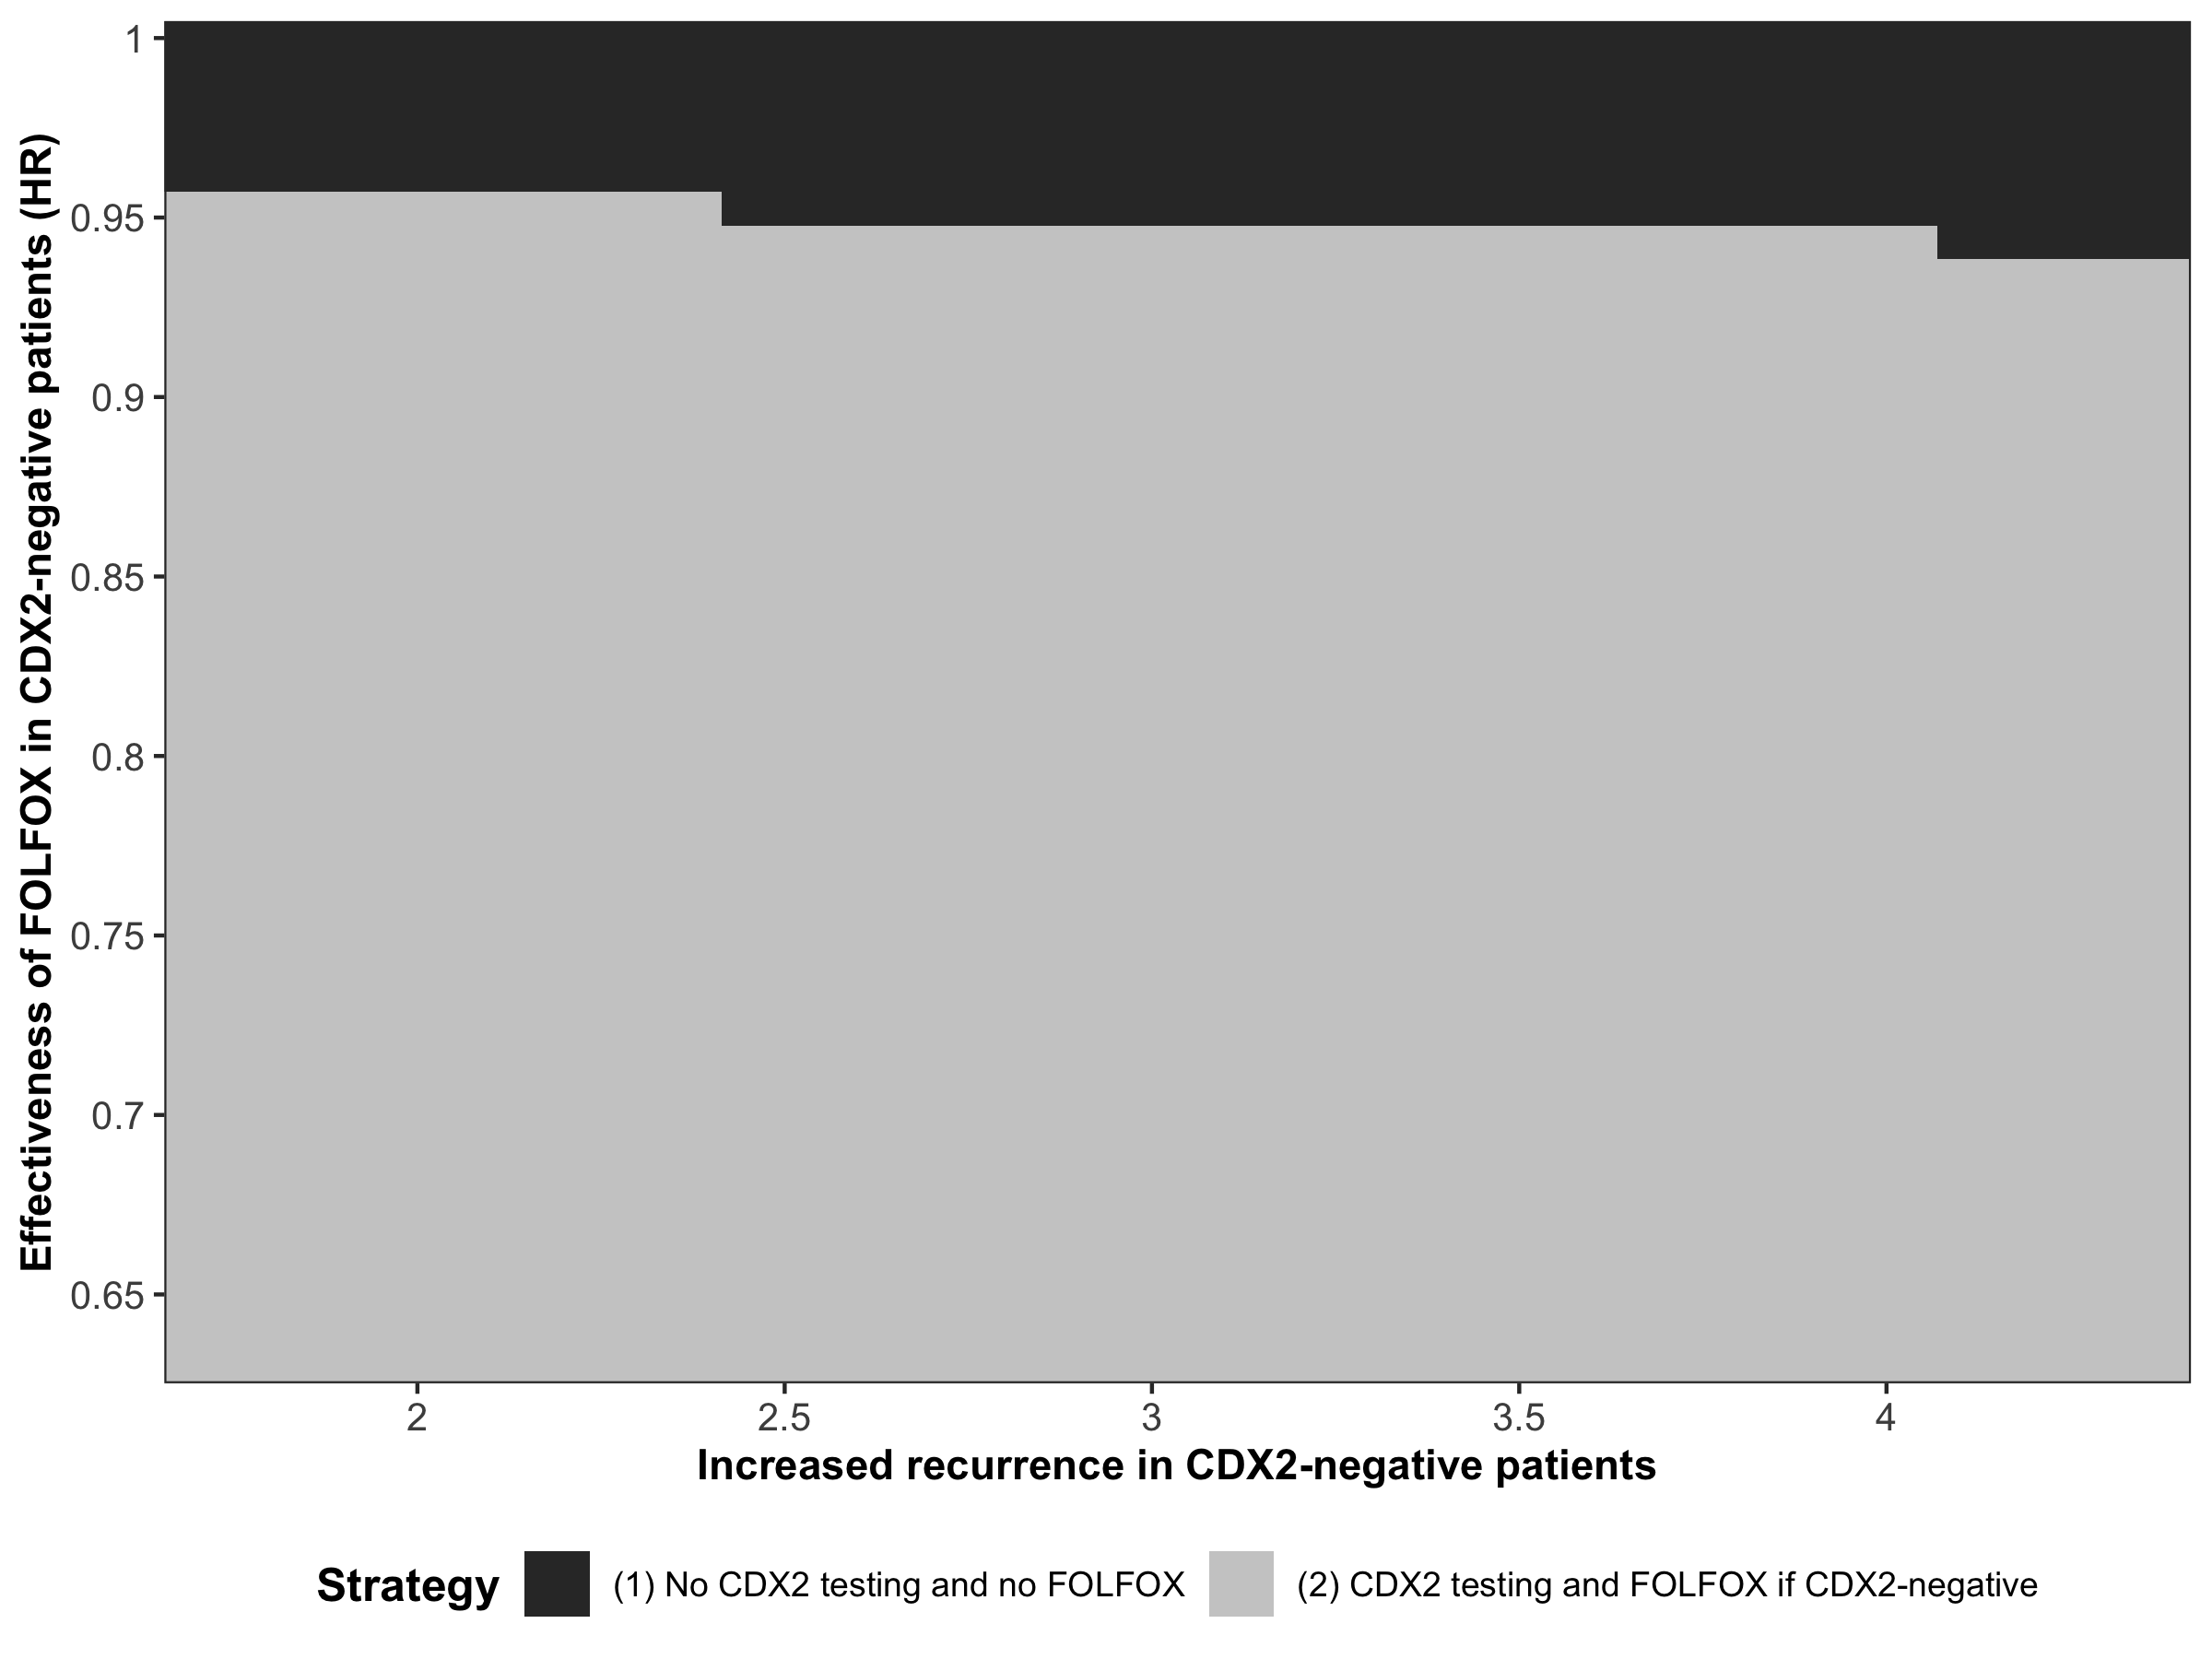 Effectiveness of FOLFOX in CDX2-negative patients (HR)
1
0.95
0.9
0.85
0.8
0.75
0.7
0.65
2 2.5 3 3.5 4
Increased recurrence in CDX2-negative patients
Strategy (1) No CDX2 testing and no FOLFOX (2) CDX2 testing and FOLFOX if CDX2-negative